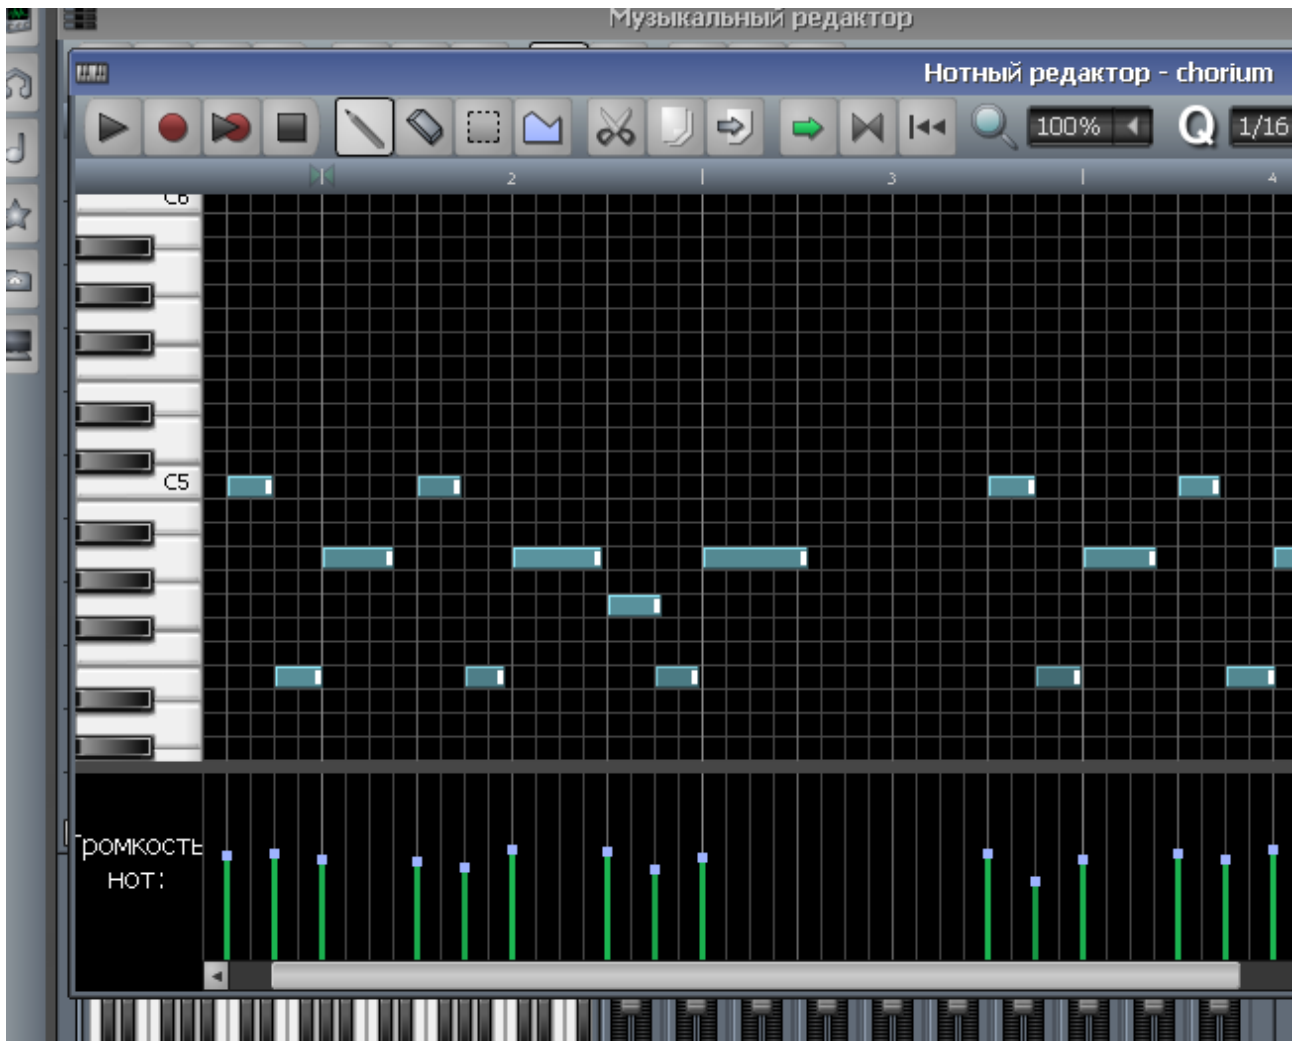 Музыкальный редактор
Нотный редактор - chorium
100%
Q
1/16
2
3
4
C6
C5
Громкость
нот: